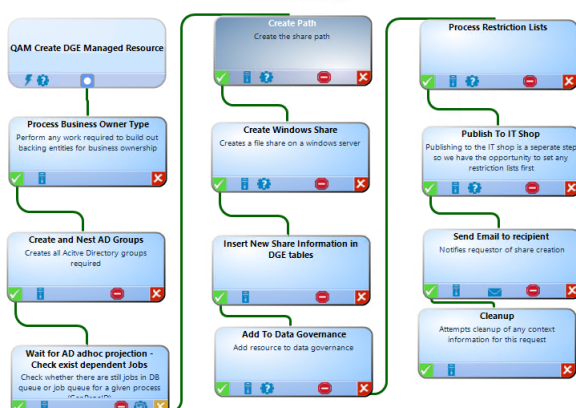 QAM Create DGE Managed Resource
Process Business Owner Type
Perform any work required to build out
backing entities for business ownership
Create and Nest AD Groups
Creates all Acitve Directory groups
required
Wait for AD adhoc projection -
Check exist dependent Jobs
Check whether there are still jobs in DB
queue or job queue for a given process
(GenProcID)
Create Path
Create the share path
Create Windows Share
Creates a file share on a windows server
Insert New Share Information in
DGE tables
Add To Data Governance
Add resource to data governance
Process Restriction Lists
Publish To IT Shop
Publishing to the IT shop is a seperate step
so we have the opportunity to set any
restriction lists first
Send Email to recipient
Notifies requestor of share creation
Cleanup
Attempts cleanup of any context
information for this request